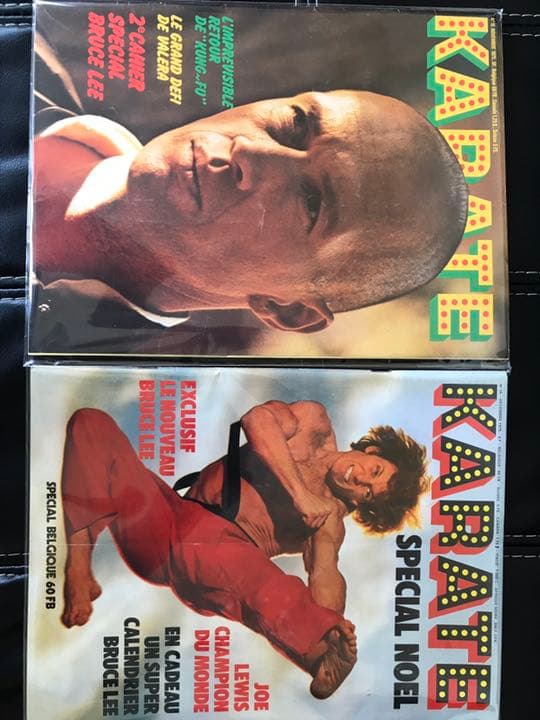 KARATE
L'IMPREVISIBLE
RETOUR
DE "KUNG-FU"
LE GRAND DEFI
DE VALERA
2e CAHIER
SPECIAL
BRUCE LEE
KARATE
SPECIAL NOEL
EXCLUSIF
LE NOUVEAU
BRUCE LEE
JOE
LEWIS
CHAMPION
DU MONDE
EN CADEAU
UN SUPER
CALENDRIER
BRUCE LEE
SPECIAL BELGIQUE 60 FB